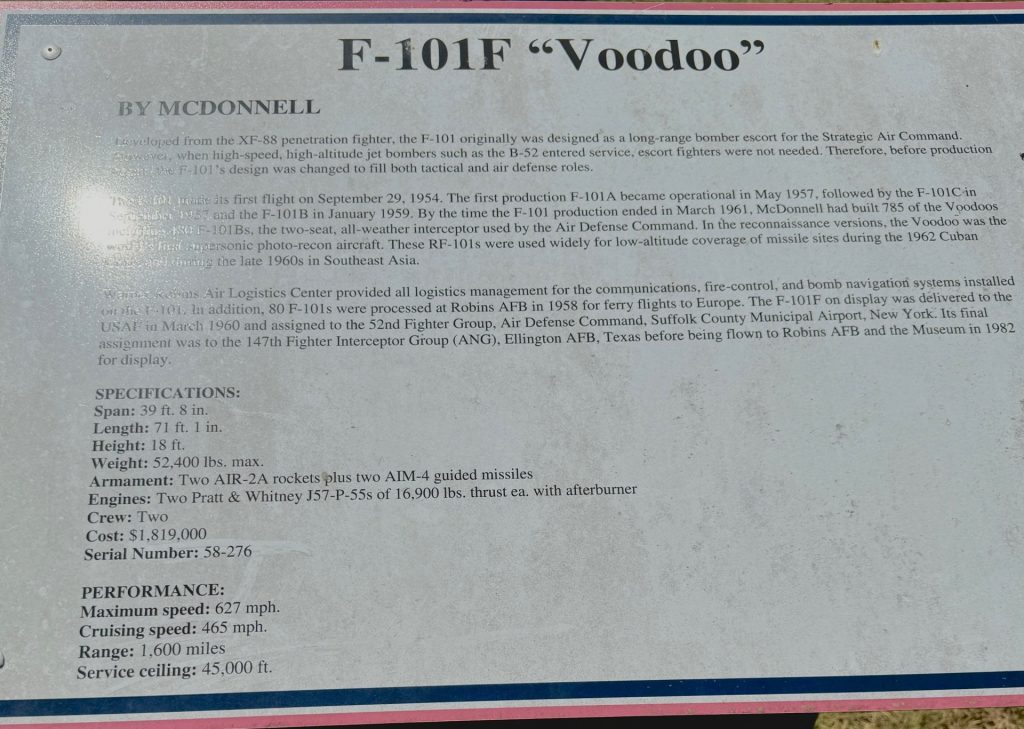 F-101F “Voodoo”
BY MCDONNELL
Developed from the XF-88 penetration fighter, the F-101 originally was designed as a long-range bomber escort for the Strategic Air Command.
However, when high-speed, high-altitude jet bombers such as the B-52 entered service, escort fighters were not needed. Therefore, before production
the F-101's design was changed to fill both tactical and air defense roles.
its first flight on September 29, 1954. The first production F-101A became operational in May 1957, followed by the F-101C in
September 1957 and the F-101B in January 1959. By the time the F-101 production ended in March 1961, McDonnell had built 785 of the Voodoos
F-101Bs, the two-seat, all-weather interceptor used by the Air Defense Command. In the reconnaissance versions, the Voodoo was the
supersonic photo-recon aircraft. These RF-101s were used widely for low-altitude coverage of missile sites during the 1962 Cuban
the late 1960s in Southeast Asia.
Warner Robins Air Logistics Center provided all logistics management for the communications, fire-control, and bomb navigation systems installed
on the F-101. In addition, 80 F-101s were processed at Robins AFB in 1958 for ferry flights to Europe. The F-101F on display was delivered to the
USAF in March 1960 and assigned to the 52nd Fighter Group, Air Defense Command, Suffolk County Municipal Airport, New York. Its final
assignment was to the 147th Fighter Interceptor Group (ANG), Ellington AFB, Texas before being flown to Robins AFB and the Museum in 1982
for display.
SPECIFICATIONS:
Span: 39 ft. 8 in.
Length: 71 ft. 1 in.
Height: 18 ft.
Weight: 52,400 lbs. max.
Armament: Two AIR-2A rockets plus two AIM-4 guided missiles
Engines: Two Pratt & Whitney J57-P-55s of 16,900 lbs. thrust ea. with afterburner
Crew: Two
Cost: $1,819,000
Serial Number: 58-276
PERFORMANCE:
Maximum speed: 627 mph.
Cruising speed: 465 mph.
Range: 1,600 miles
Service ceiling: 45,000 ft.